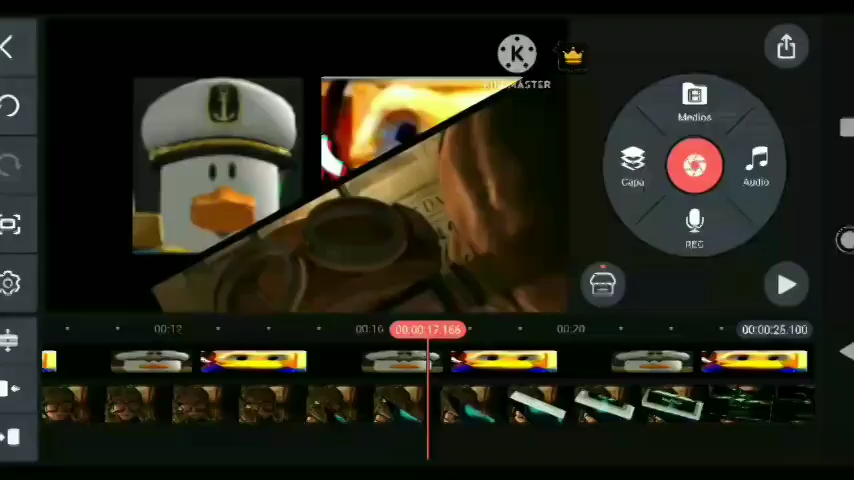 K
KINEMASTER
Medios
Capa
Audio
REC
DA
00:12
00:16
00:00:17.166
00:20
00:00:25.100